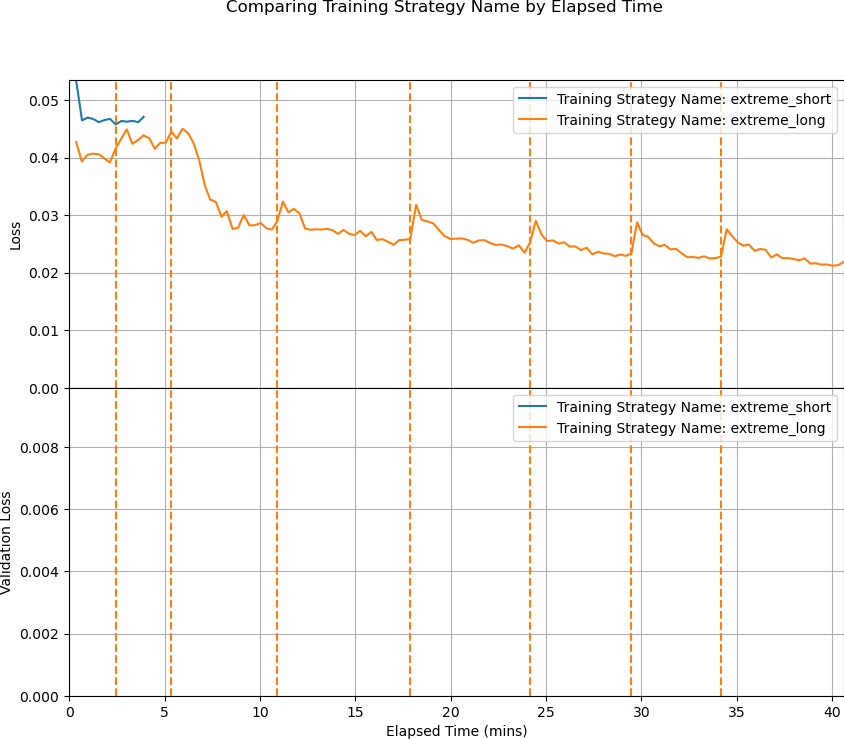 Comparing Training Strategy Name by Elapsed Time
Loss
0.05
0.04
0.03
0.02
0.01
0.00
Training Strategy Name: extreme_short
Training Strategy Name: extreme_long
Validation Loss
0.008
0.006
0.004
0.002
0.000
Training Strategy Name: extreme_short
Training Strategy Name: extreme_long
0 5 10 15 20 25 30 35 40
Elapsed Time (mins)